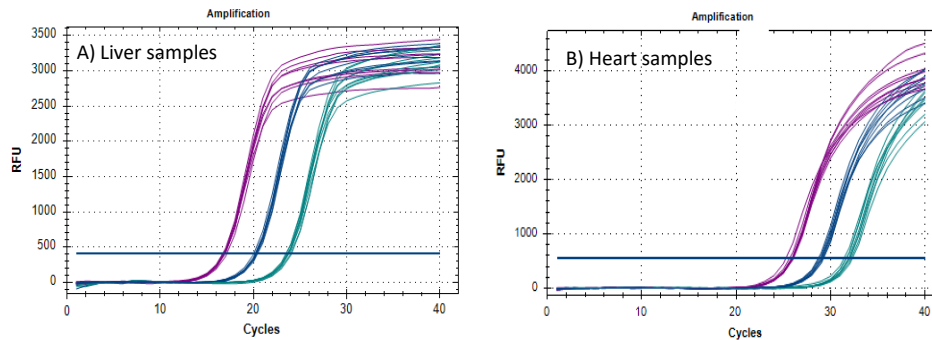 Amplification
A) Liver samples
3500
3000
2500
2000
1500
1000
500
0
RFU
0 10 20 30 40
Cycles
Amplification
B) Heart samples
4000
3000
2000
1000
0
RFU
0 10 20 30 40
Cycles